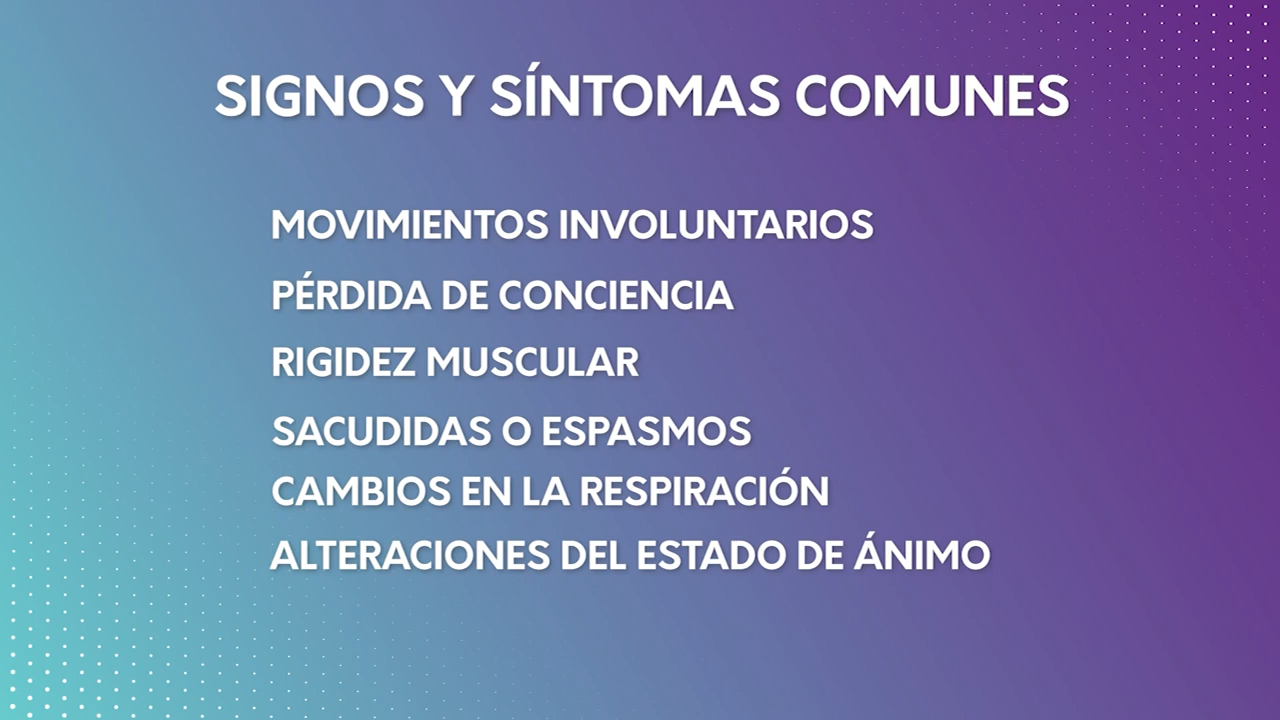 SIGNOS Y SÍNTOMAS COMUNES
MOVIMIENTOS INVOLUNTARIOS
PÉRDIDA DE CONCIENCIA
RIGIDEZ MUSCULAR
SACUDIDAS O ESPASMOS
CAMBIOS EN LA RESPIRACIÓN
ALTERACIONES DEL ESTADO DE ÁNIMO